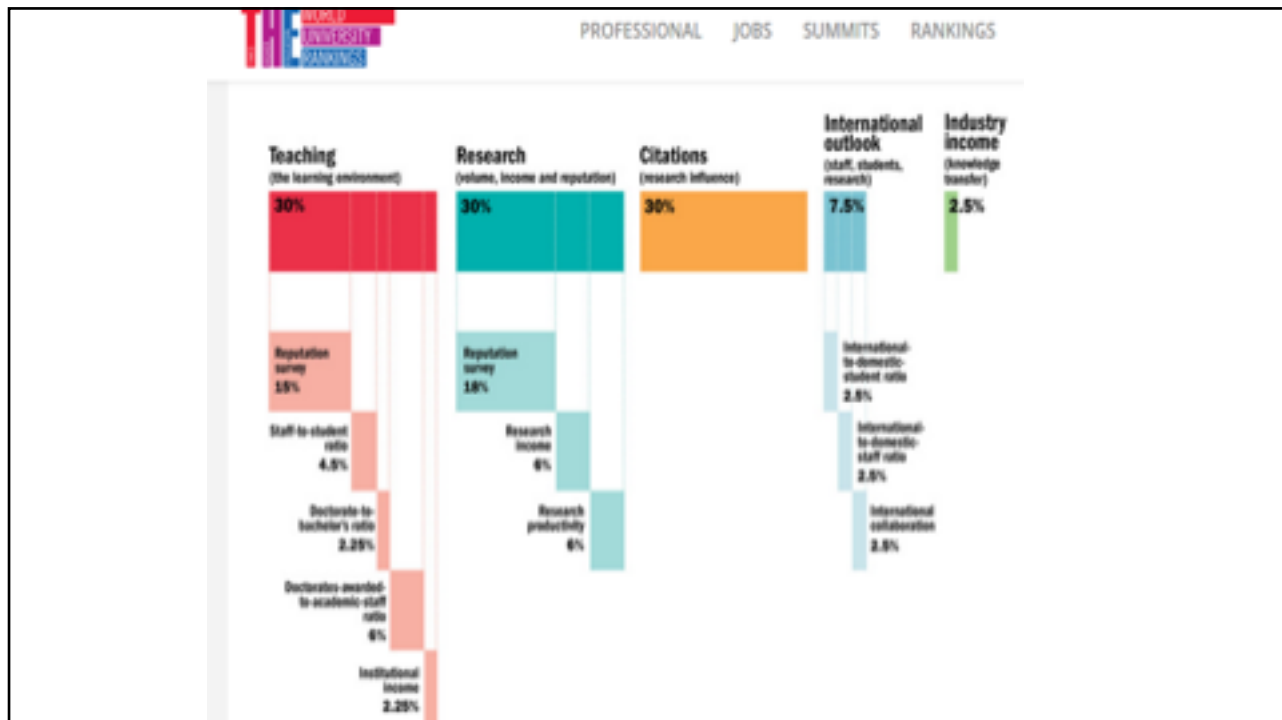 THE WORLD
UNIVERSITY
RANKINGS
PROFESSIONAL JOBS SUMMITS RANKINGS
Teaching
(the learning environment)
30%
Reputation
survey
15%
Staff-to-student
ratio
4.5%
Doctorate-to-
bachelor's ratio
2.25%
Doctorates-awarded-
to-academic-staff
ratio
6%
Institutional
income
2.25%
Research
(volume, income and reputation)
30%
Reputation
survey
18%
Research
income
6%
Research
productivity
6%
Citations
(research influence)
30%
International
outlook
(staff, students,
research)
7.5%
International-
to-domestic-
student ratio
2.5%
International-
to-domestic-
staff ratio
2.5%
International
collaboration
2.5%
Industry
income
(knowledge
transfer)
2.5%